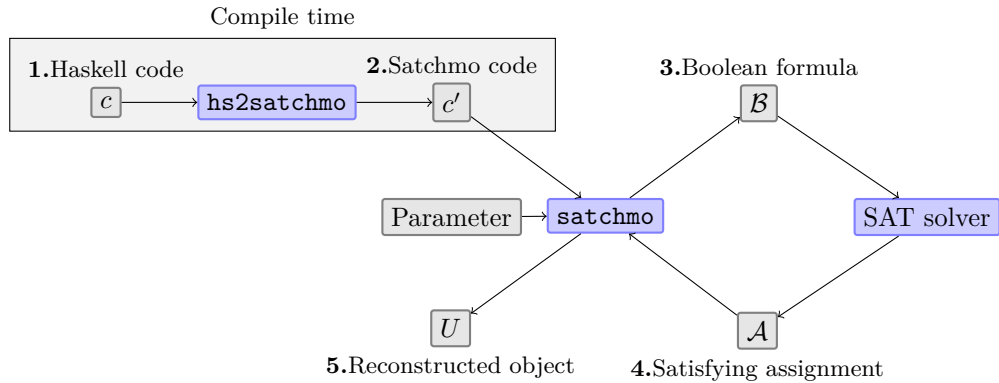 Compile time
1.Haskell code
2.Satchmo code
3.Boolean formula
c
hs2satchmo
c′
ℬ
Parameter
satchmo
SAT solver
U
𝒜
5.Reconstructed object
4.Satisfying assignment